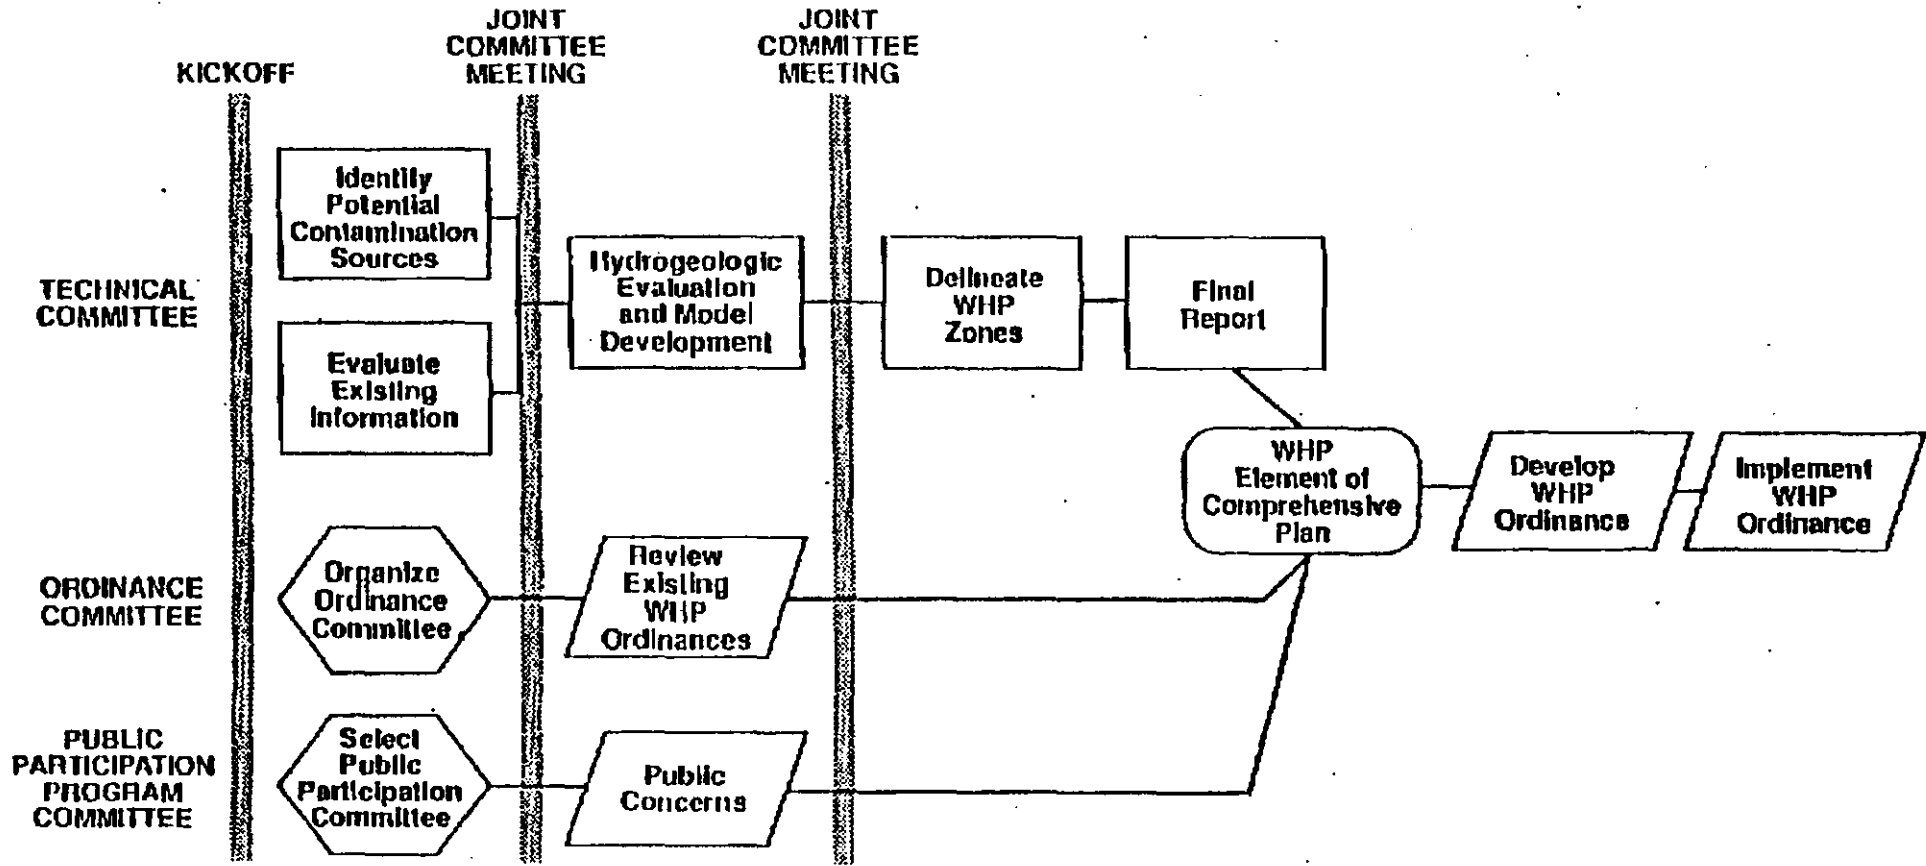 KICKOFF
JOINT
COMMITTEE
MEETING
JOINT
COMMITTEE
MEETING
TECHNICAL
COMMITTEE
Identify
Potential
Contamination
Sources
Evaluate
Existing
Information
Hydrogeologic
Evaluation
and Model
Development
Delineate
WHP
Zones
Final
Report
WHP
Element of
Comprehensive
Plan
Develop
WHP
Ordinance
Implement
WHP
Ordinance
ORDINANCE
COMMITTEE
Organize
Ordinance
Committee
Review
Existing
WHP
Ordinances
PUBLIC
PARTICIPATION
PROGRAM
COMMITTEE
Select
Public
Participation
Committee
Public
Concerns